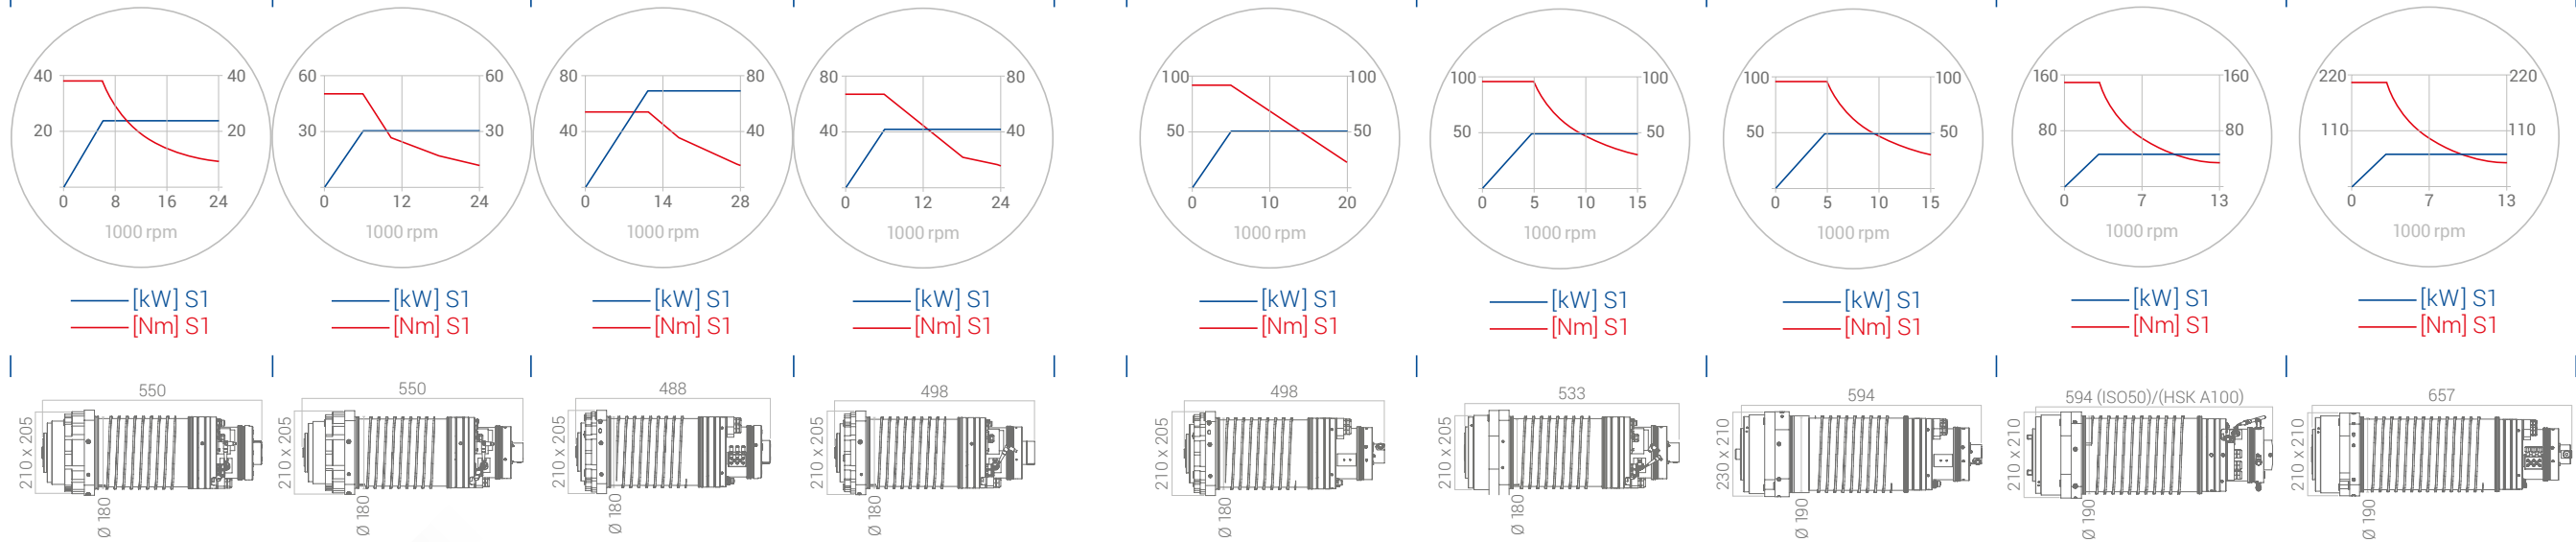 40 40
20 20
0 8 16 24
1000 rpm
[kW] S1
[Nm] S1
550
210 x 205
Ø 180
60 60
30 30
0 12 24
1000 rpm
[kW] S1
[Nm] S1
550
210 x 205
Ø 180
80 80
40 40
0 14 28
1000 rpm
[kW] S1
[Nm] S1
488
210 x 205
Ø 180
80 80
40 40
0 12 24
1000 rpm
[kW] S1
[Nm] S1
498
210 x 205
Ø 180
100 100
50 50
0 10 20
1000 rpm
[kW] S1
[Nm] S1
498
210 x 205
Ø 180
100 100
50 50
0 5 10 15
1000 rpm
[kW] S1
[Nm] S1
533
210 x 205
Ø 180
100 100
50 50
0 5 10 15
1000 rpm
[kW] S1
[Nm] S1
594
230 x 210
Ø 190
160 160
80 80
0 7 13
1000 rpm
[kW] S1
[Nm] S1
594 (ISO50)/(HSK A100)
210 x 210
Ø 190
220 220
110 110
0 7 13
1000 rpm
[kW] S1
[Nm] S1
657
210 x 210
Ø 190